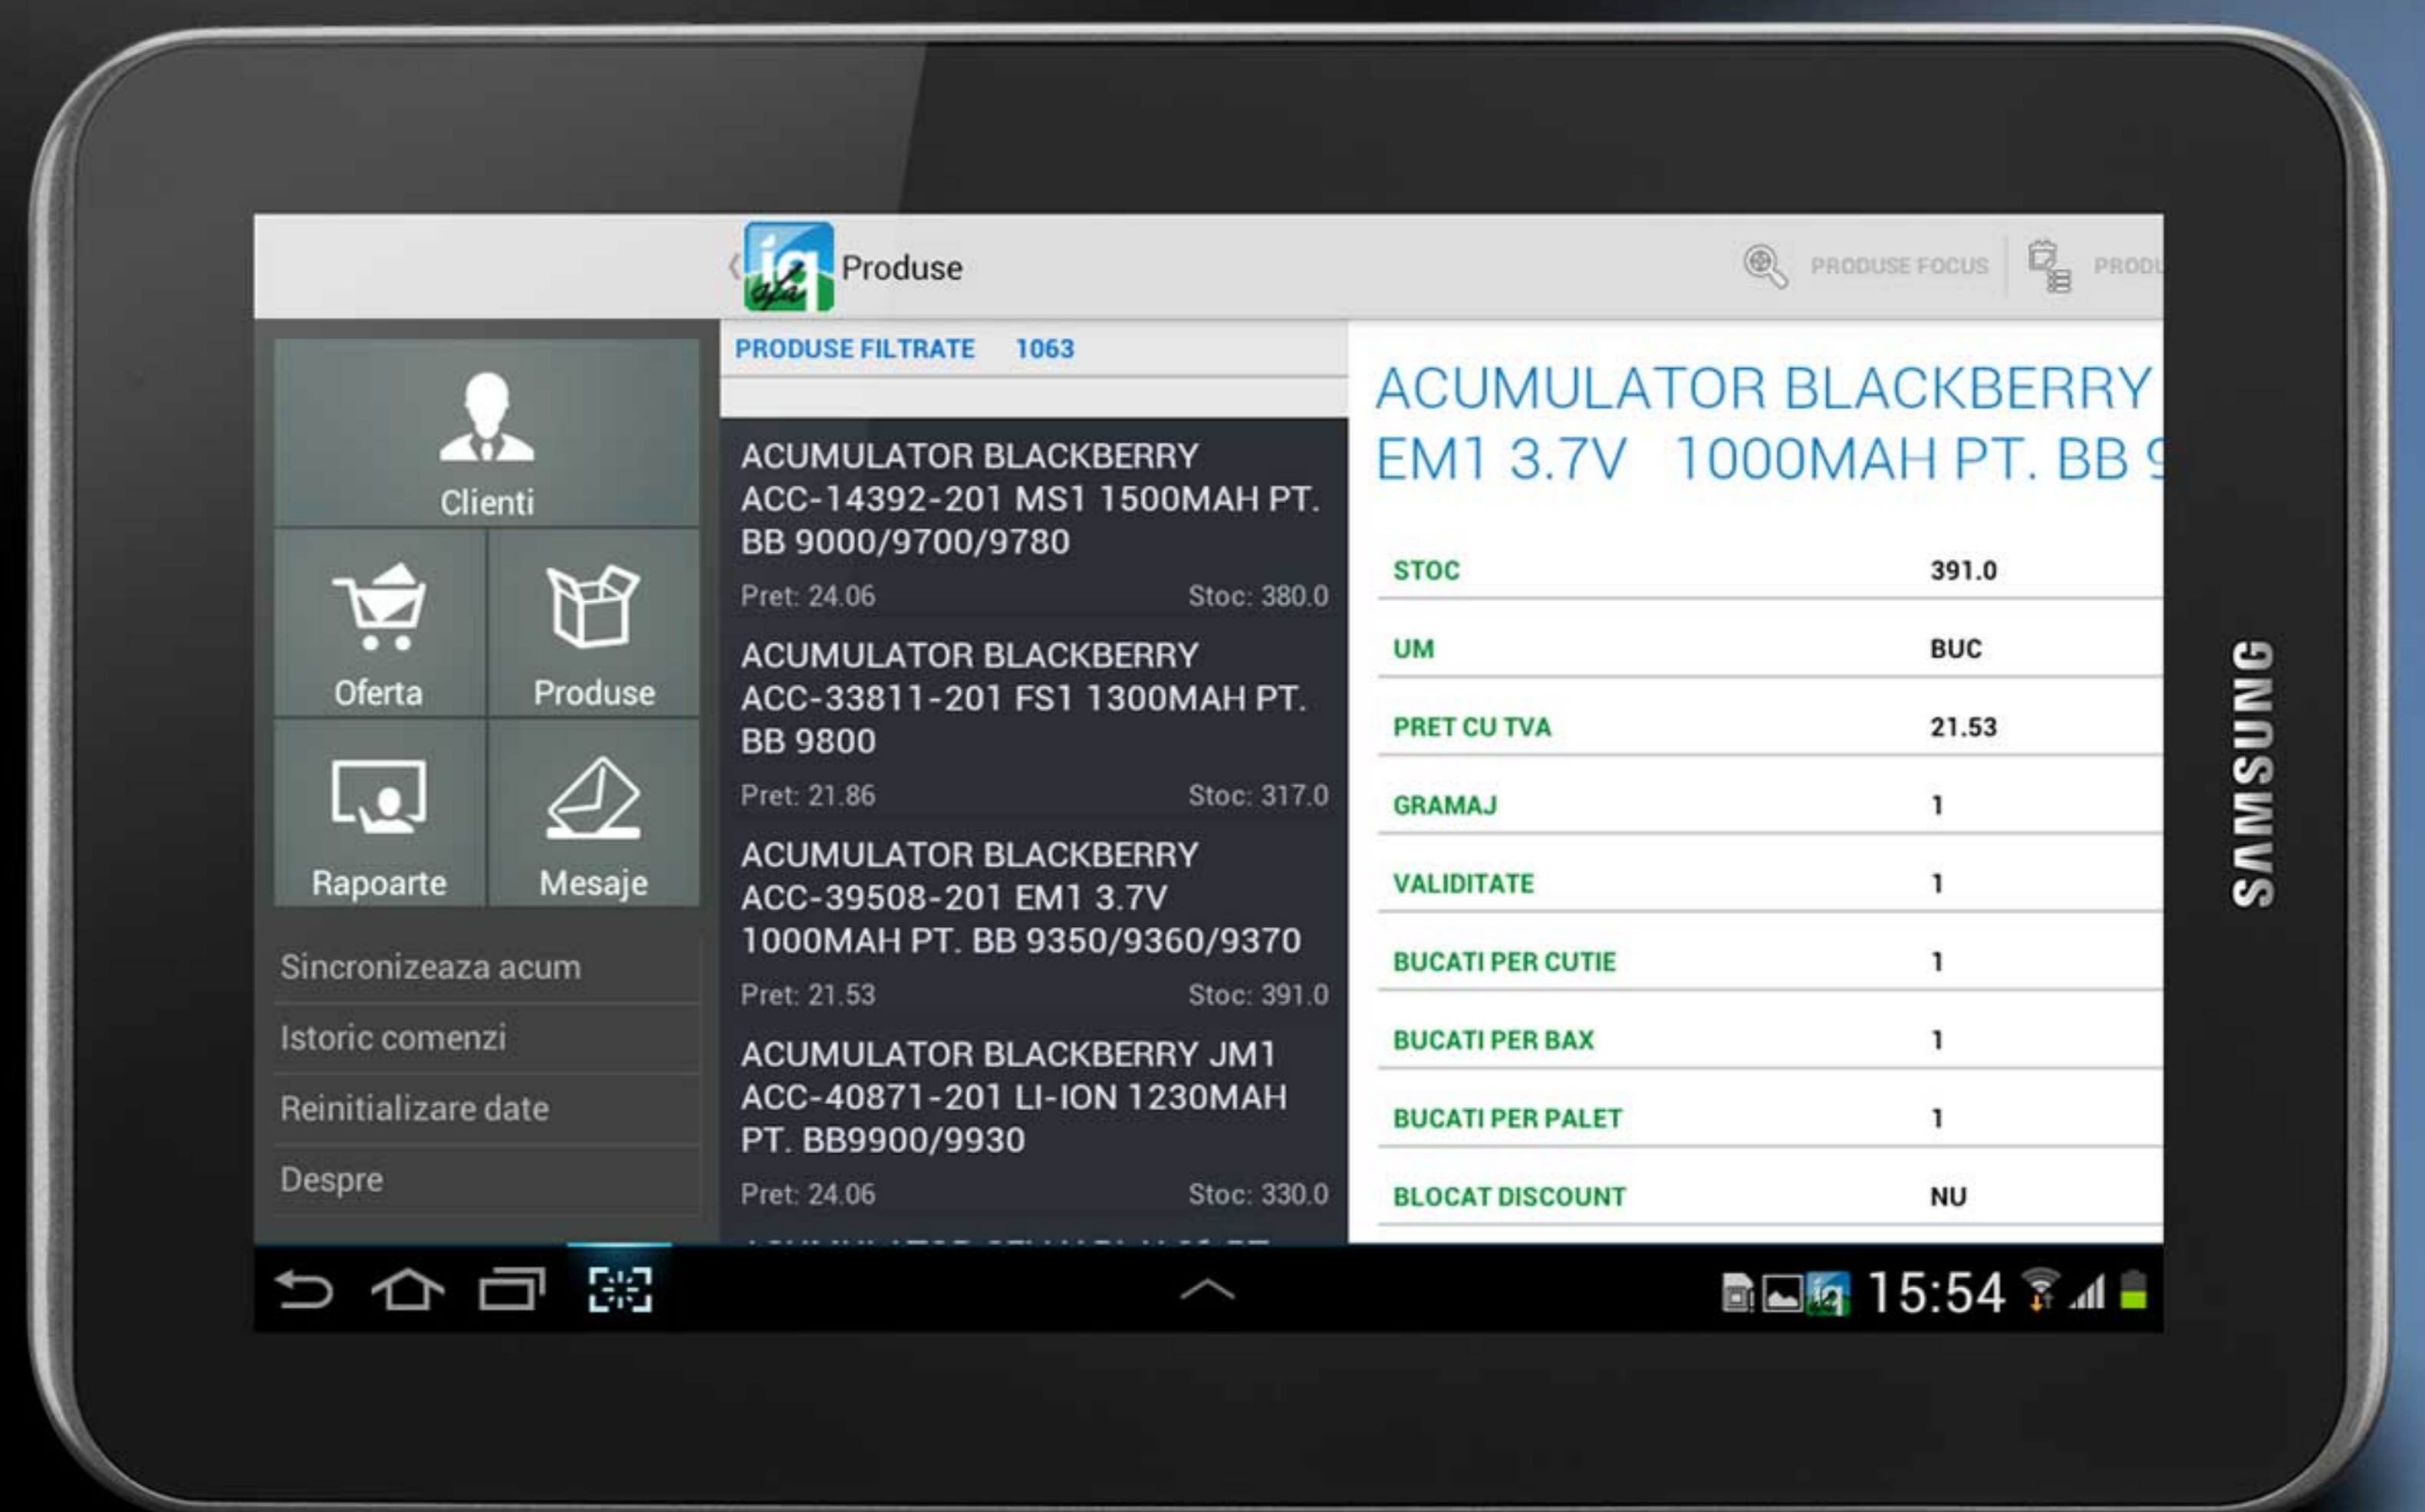 iq
sfa
Produse
PRODUSE FOCUS
PRODU
Clienti
Oferta
Produse
Rapoarte
Mesaje
Sincronizeaza acum
Istoric comenzi
Reinitializare date
Despre
PRODUSE FILTRATE 1063
ACUMULATOR BLACKBERRY
ACC-14392-201 MS1 1500MAH PT.
BB 9000/9700/9780
Pret: 24.06 Stoc: 380.0
ACUMULATOR BLACKBERRY
ACC-33811-201 FS1 1300MAH PT.
BB 9800
Pret: 21.86 Stoc: 317.0
ACUMULATOR BLACKBERRY
ACC-39508-201 EM1 3.7V
1000MAH PT. BB 9350/9360/9370
Pret: 21.53 Stoc: 391.0
ACUMULATOR BLACKBERRY JM1
ACC-40871-201 LI-ION 1230MAH
PT. BB9900/9930
Pret: 24.06 Stoc: 330.0
ACUMULATOR BLACKBERRY
EM1 3.7V 1000MAH PT. BB 9
STOC 391.0
UM BUC
PRET CU TVA 21.53
GRAMAJ 1
VALIDITATE 1
BUCATI PER CUTIE 1
BUCATI PER BAX 1
BUCATI PER PALET 1
BLOCAT DISCOUNT NU
iq
15:54
SAMSUNG